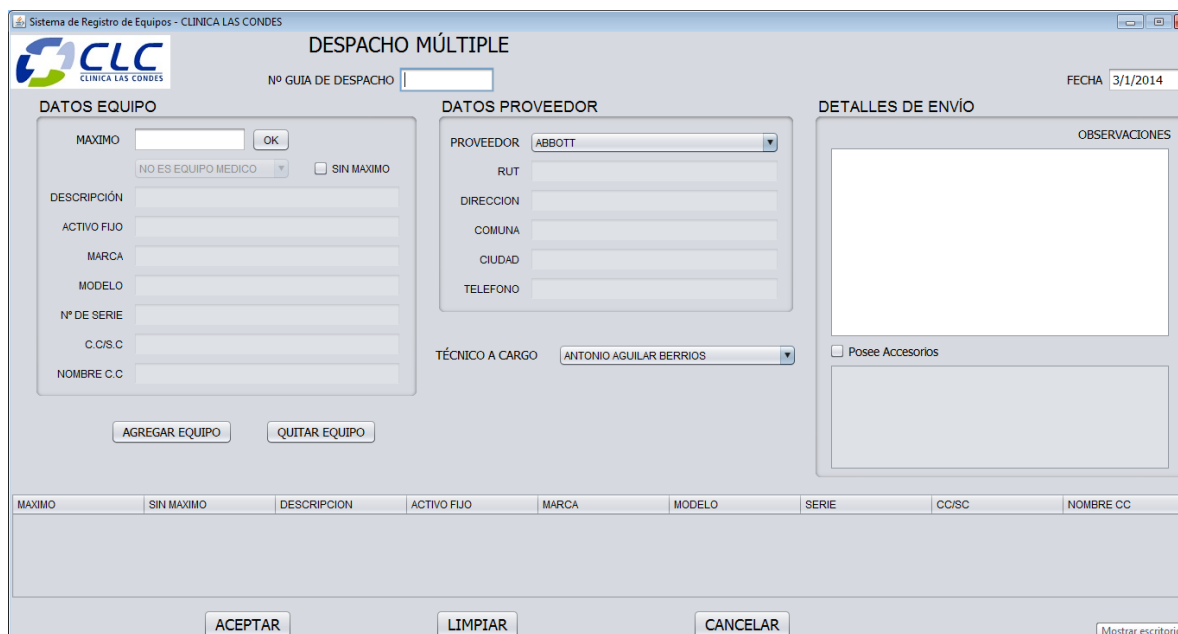 Sistema de Registro de Equipos - CLINICA LAS CONDES
CLC
CLINICA LAS CONDES
DESPACHO MÚLTIPLE
Nº GUIA DE DESPACHO
FECHA 3/1/2014
DATOS EQUIPO
MAXIMO OK
NO ES EQUIPO MEDICO SIN MAXIMO
DESCRIPCIÓN
ACTIVO FIJO
MARCA
MODELO
Nº DE SERIE
C.C/S.C
NOMBRE C.C
AGREGAR EQUIPO QUITAR EQUIPO
DATOS PROVEEDOR
PROVEEDOR ABBOTT
RUT
DIRECCION
COMUNA
CIUDAD
TELEFONO
TÉCNICO A CARGO ANTONIO AGUILAR BERRIOS
DETALLES DE ENVÍO
OBSERVACIONES
Posee Accesorios
MAXIMO SIN MAXIMO DESCRIPCION ACTIVO FIJO MARCA MODELO SERIE CC/SC NOMBRE CC
ACEPTAR LIMPIAR CANCELAR
Mostrar escritorio